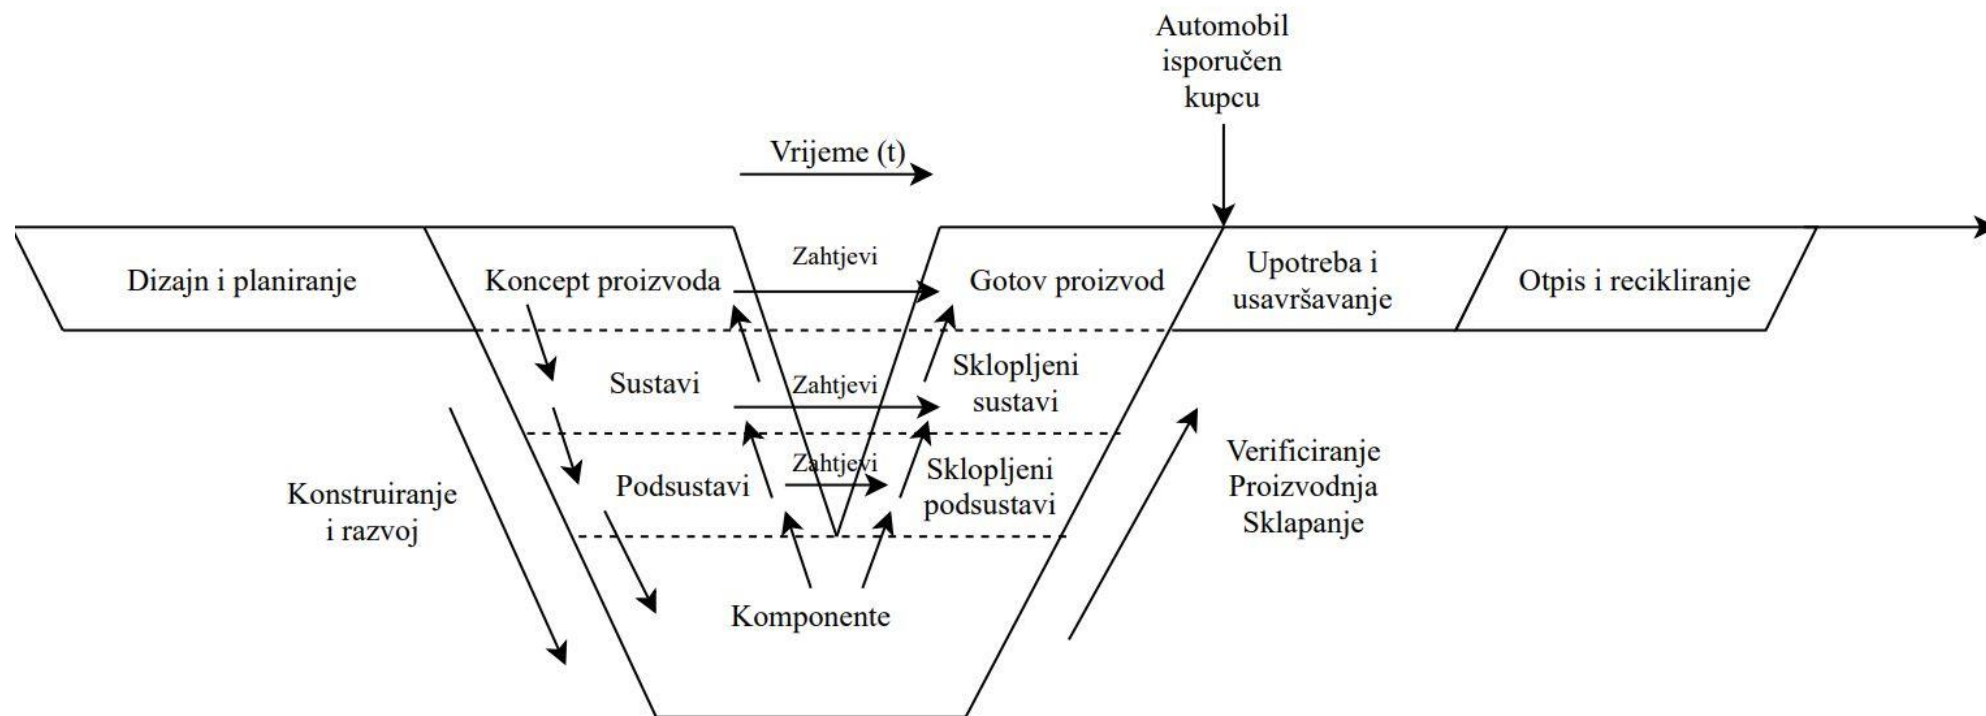 Automobil
isporučen
kupcu
Vrijeme (t)
Dizajn i planiranje
Koncept proizvoda
Zahtjevi
Gotov proizvod
Upotreba i
usavršavanje
Otpis i recikliranje
Sustavi
Zahtjevi
Sklopljeni
sustavi
Konstruiranje
i razvoj
Podsustavi
Zahtjevi
Sklopljeni
podsustavi
Verificiranje
Proizvodnja
Sklapanje
Komponente